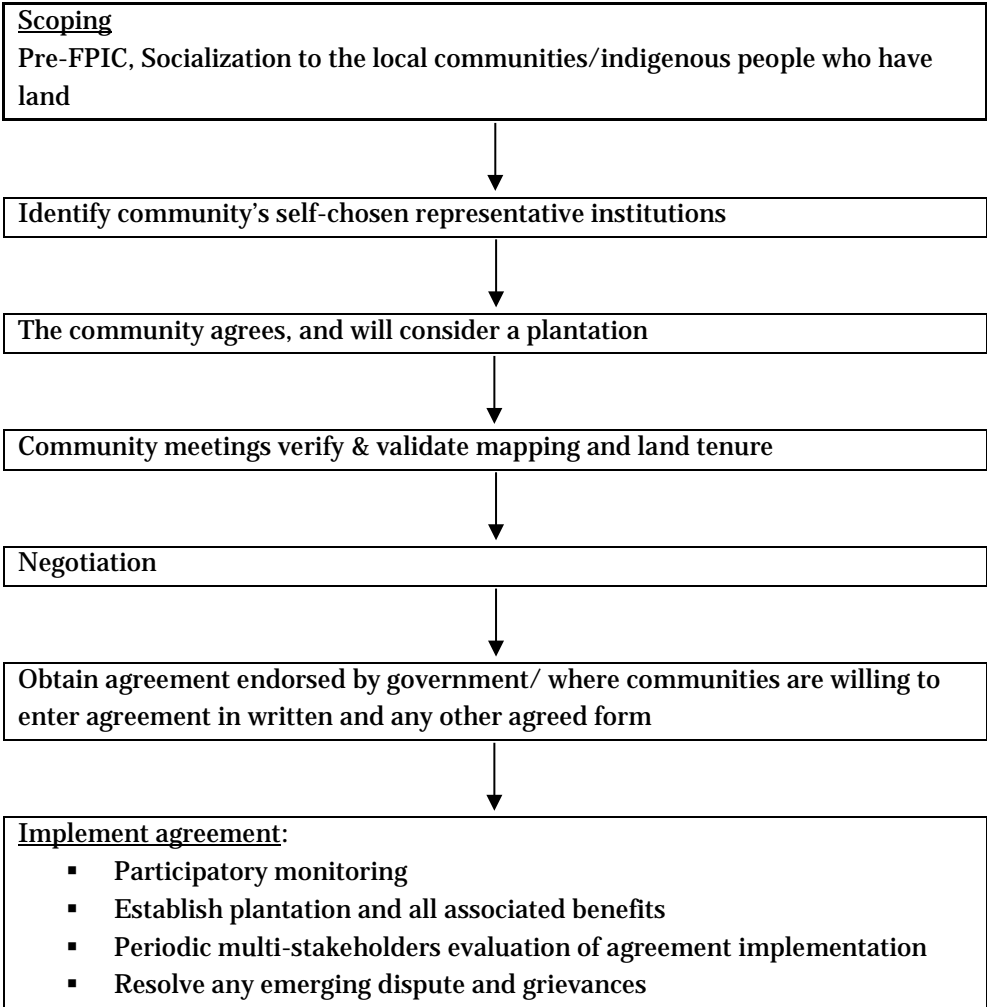 Scoping
Pre-FPIC, Socialization to the local communities/indigenous people who have
land
Identify community's self-chosen representative institutions
The community agrees, and will consider a plantation
Community meetings verify & validate mapping and land tenure
Negotiation
Obtain agreement endorsed by government/ where communities are willing to
enter agreement in written and any other agreed form
Implement agreement:
▪ Participatory monitoring
▪ Establish plantation and all associated benefits
▪ Periodic multi-stakeholders evaluation of agreement implementation
▪ Resolve any emerging dispute and grievances